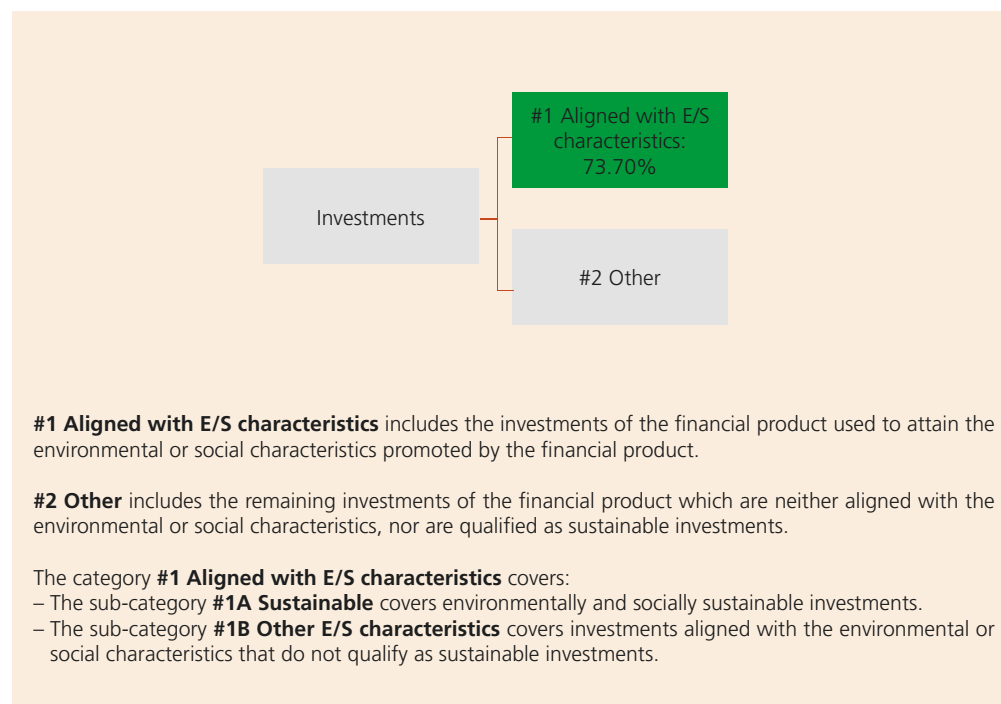 #1 Aligned with E/S
characteristics:
73.70%
Investments
#2 Other
#1 Aligned with E/S characteristics includes the investments of the financial product used to attain the
environmental or social characteristics promoted by the financial product.
#2 Other includes the remaining investments of the financial product which are neither aligned with the
environmental or social characteristics, nor are qualified as sustainable investments.
The category #1 Aligned with E/S characteristics covers:
– The sub-category #1A Sustainable covers environmentally and socially sustainable investments.
– The sub-category #1B Other E/S characteristics covers investments aligned with the environmental or
social characteristics that do not qualify as sustainable investments.